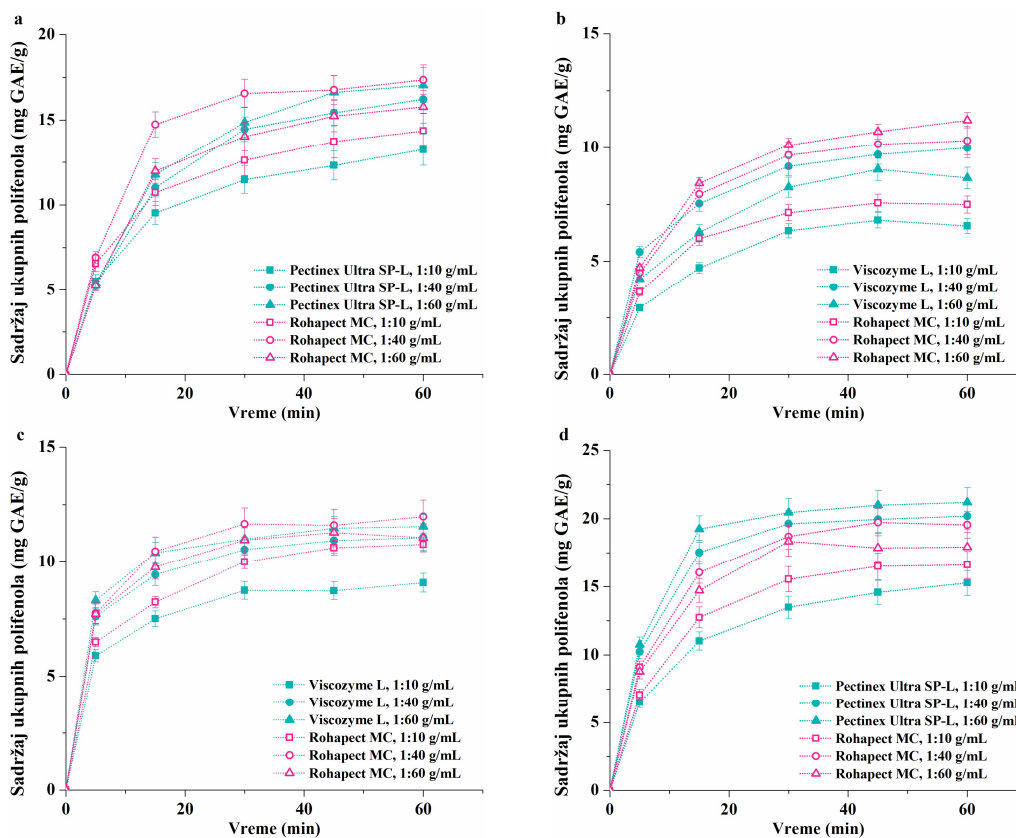 a
Sadržaj ukupnih polifenola (mg GAE/g)
20
15
10
5
0
0
20
40
60
Vreme (min)
Pectinex Ultra SP-L, 1:10 g/mL
Pectinex Ultra SP-L, 1:40 g/mL
Pectinex Ultra SP-L, 1:60 g/mL
Rohapect MC, 1:10 g/mL
Rohapect MC, 1:40 g/mL
Rohapect MC, 1:60 g/mL
b
Sadržaj ukupnih polifenola (mg GAE/g)
15
10
5
0
0
20
40
60
Vreme (min)
Viscozyme L, 1:10 g/mL
Viscozyme L, 1:40 g/mL
Viscozyme L, 1:60 g/mL
Rohapect MC, 1:10 g/mL
Rohapect MC, 1:40 g/mL
Rohapect MC, 1:60 g/mL
c
Sadržaj ukupnih polifenola (mg GAE/g)
15
10
5
0
0
20
40
60
Vreme (min)
Viscozyme L, 1:10 g/mL
Viscozyme L, 1:40 g/mL
Viscozyme L, 1:60 g/mL
Rohapect MC, 1:10 g/mL
Rohapect MC, 1:40 g/mL
Rohapect MC, 1:60 g/mL
d
Sadržaj ukupnih polifenola (mg GAE/g)
25
20
15
10
5
0
0
20
40
60
Vreme (min)
Pectinex Ultra SP-L, 1:10 g/mL
Pectinex Ultra SP-L, 1:40 g/mL
Pectinex Ultra SP-L, 1:60 g/mL
Rohapect MC, 1:10 g/mL
Rohapect MC, 1:40 g/mL
Rohapect MC, 1:60 g/mL